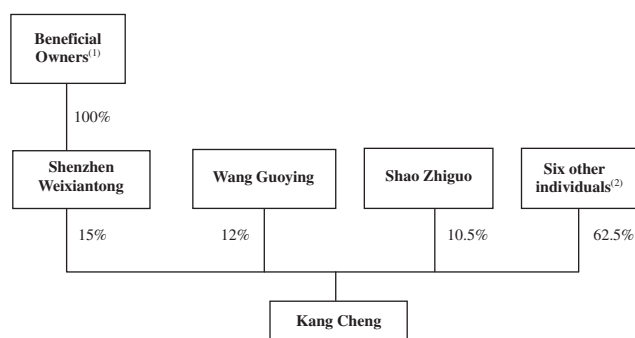 Beneficial
Owners(1)
100%
Shenzhen
Weixiantong
Wang Guoying
Shao Zhiguo
Six other
individuals(2)
15%
12%
10.5%
62.5%
Kang Cheng